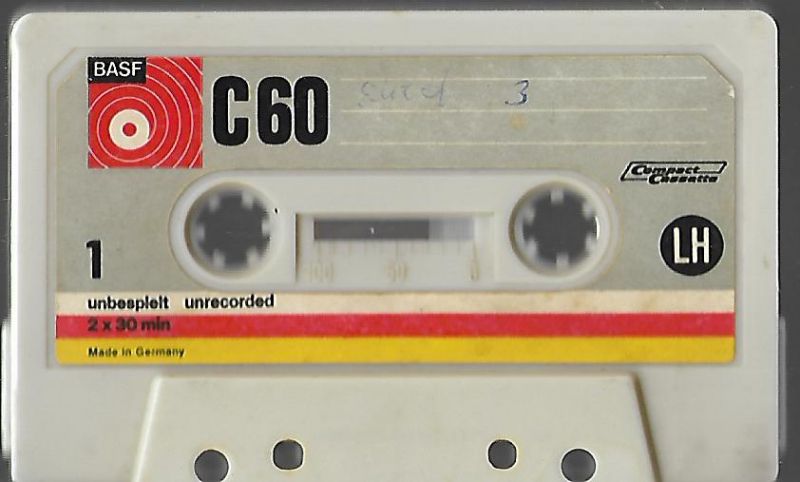 BASF
C60
3
Compact
Cassette
1
LH
100 50 0
unbespielt unrecorded
2 x 30 min
Made in Germany